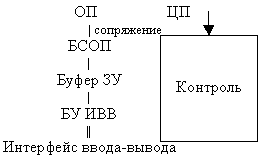 ОП ЦП
сопряжение
БСОП
Буфер ЗУ
Контроль
БУ ИВВ
Интерфейс ввода-вывода